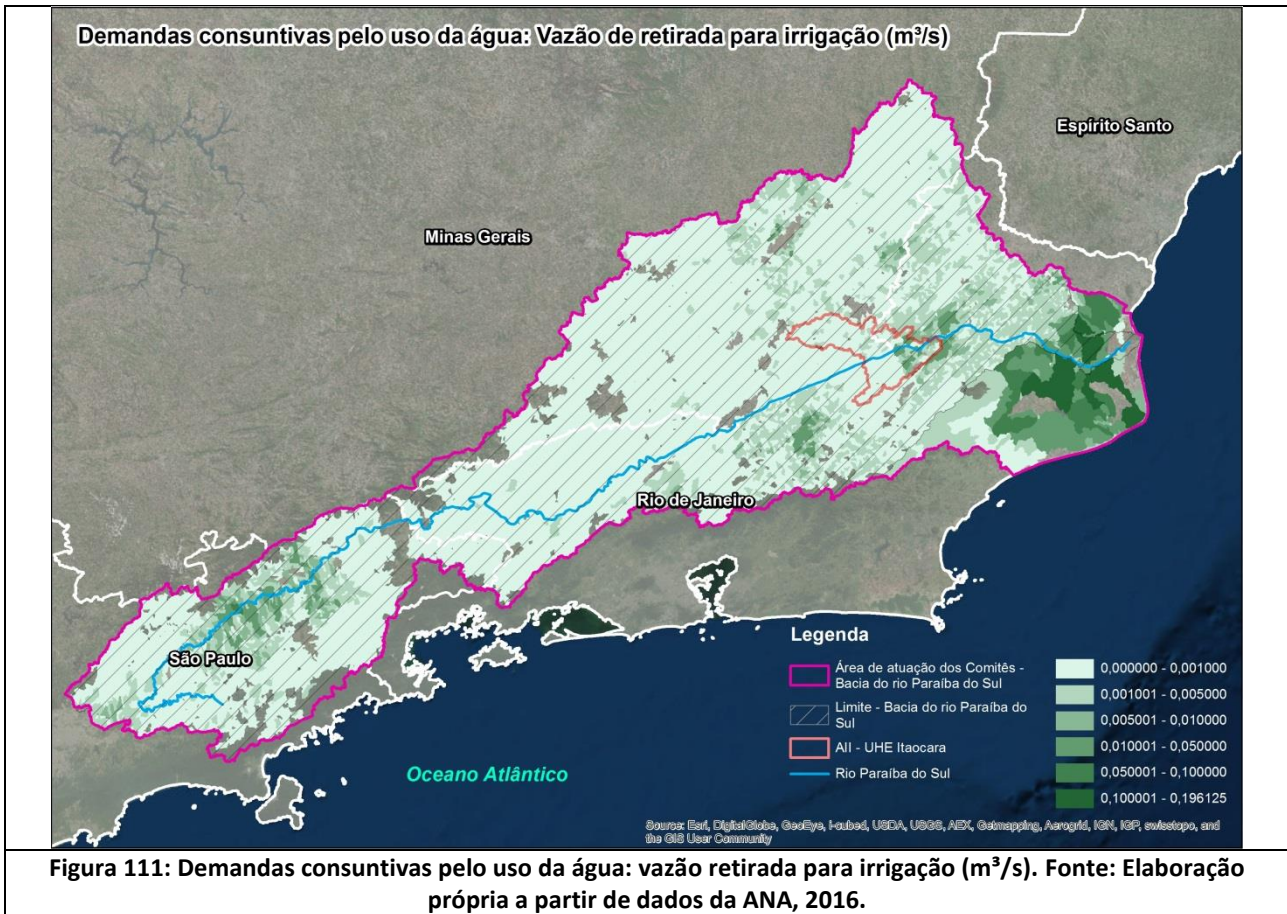 Demandas consuntivas pelo uso da água: Vazão de retirada para irrigação (m³/s)
Espírito Santo
Minas Gerais
Rio de Janeiro
São Paulo
Oceano Atlântico
Legenda
Área de atuação dos Comitês -
Bacia do rio Paraíba do Sul
Limite - Bacia do rio Paraíba do
Sul
AII - UHE Itaocara
Rio Paraíba do Sul
0,000000 - 0,001000
0,001001 - 0,005000
0,005001 - 0,010000
0,010001 - 0,050000
0,050001 - 0,100000
0,100001 - 0,196125
Source: Esri, DigitalGlobe, GeoEye, i-cubed, USDA, USGS, AEX, Getmapping, Aerogrid, IGN, IGP, swisstopo, and
the GIS User Community
Figura 111: Demandas consuntivas pelo uso da água: vazão retirada para irrigação (m³/s). Fonte: Elaboração
própria a partir de dados da ANA, 2016.